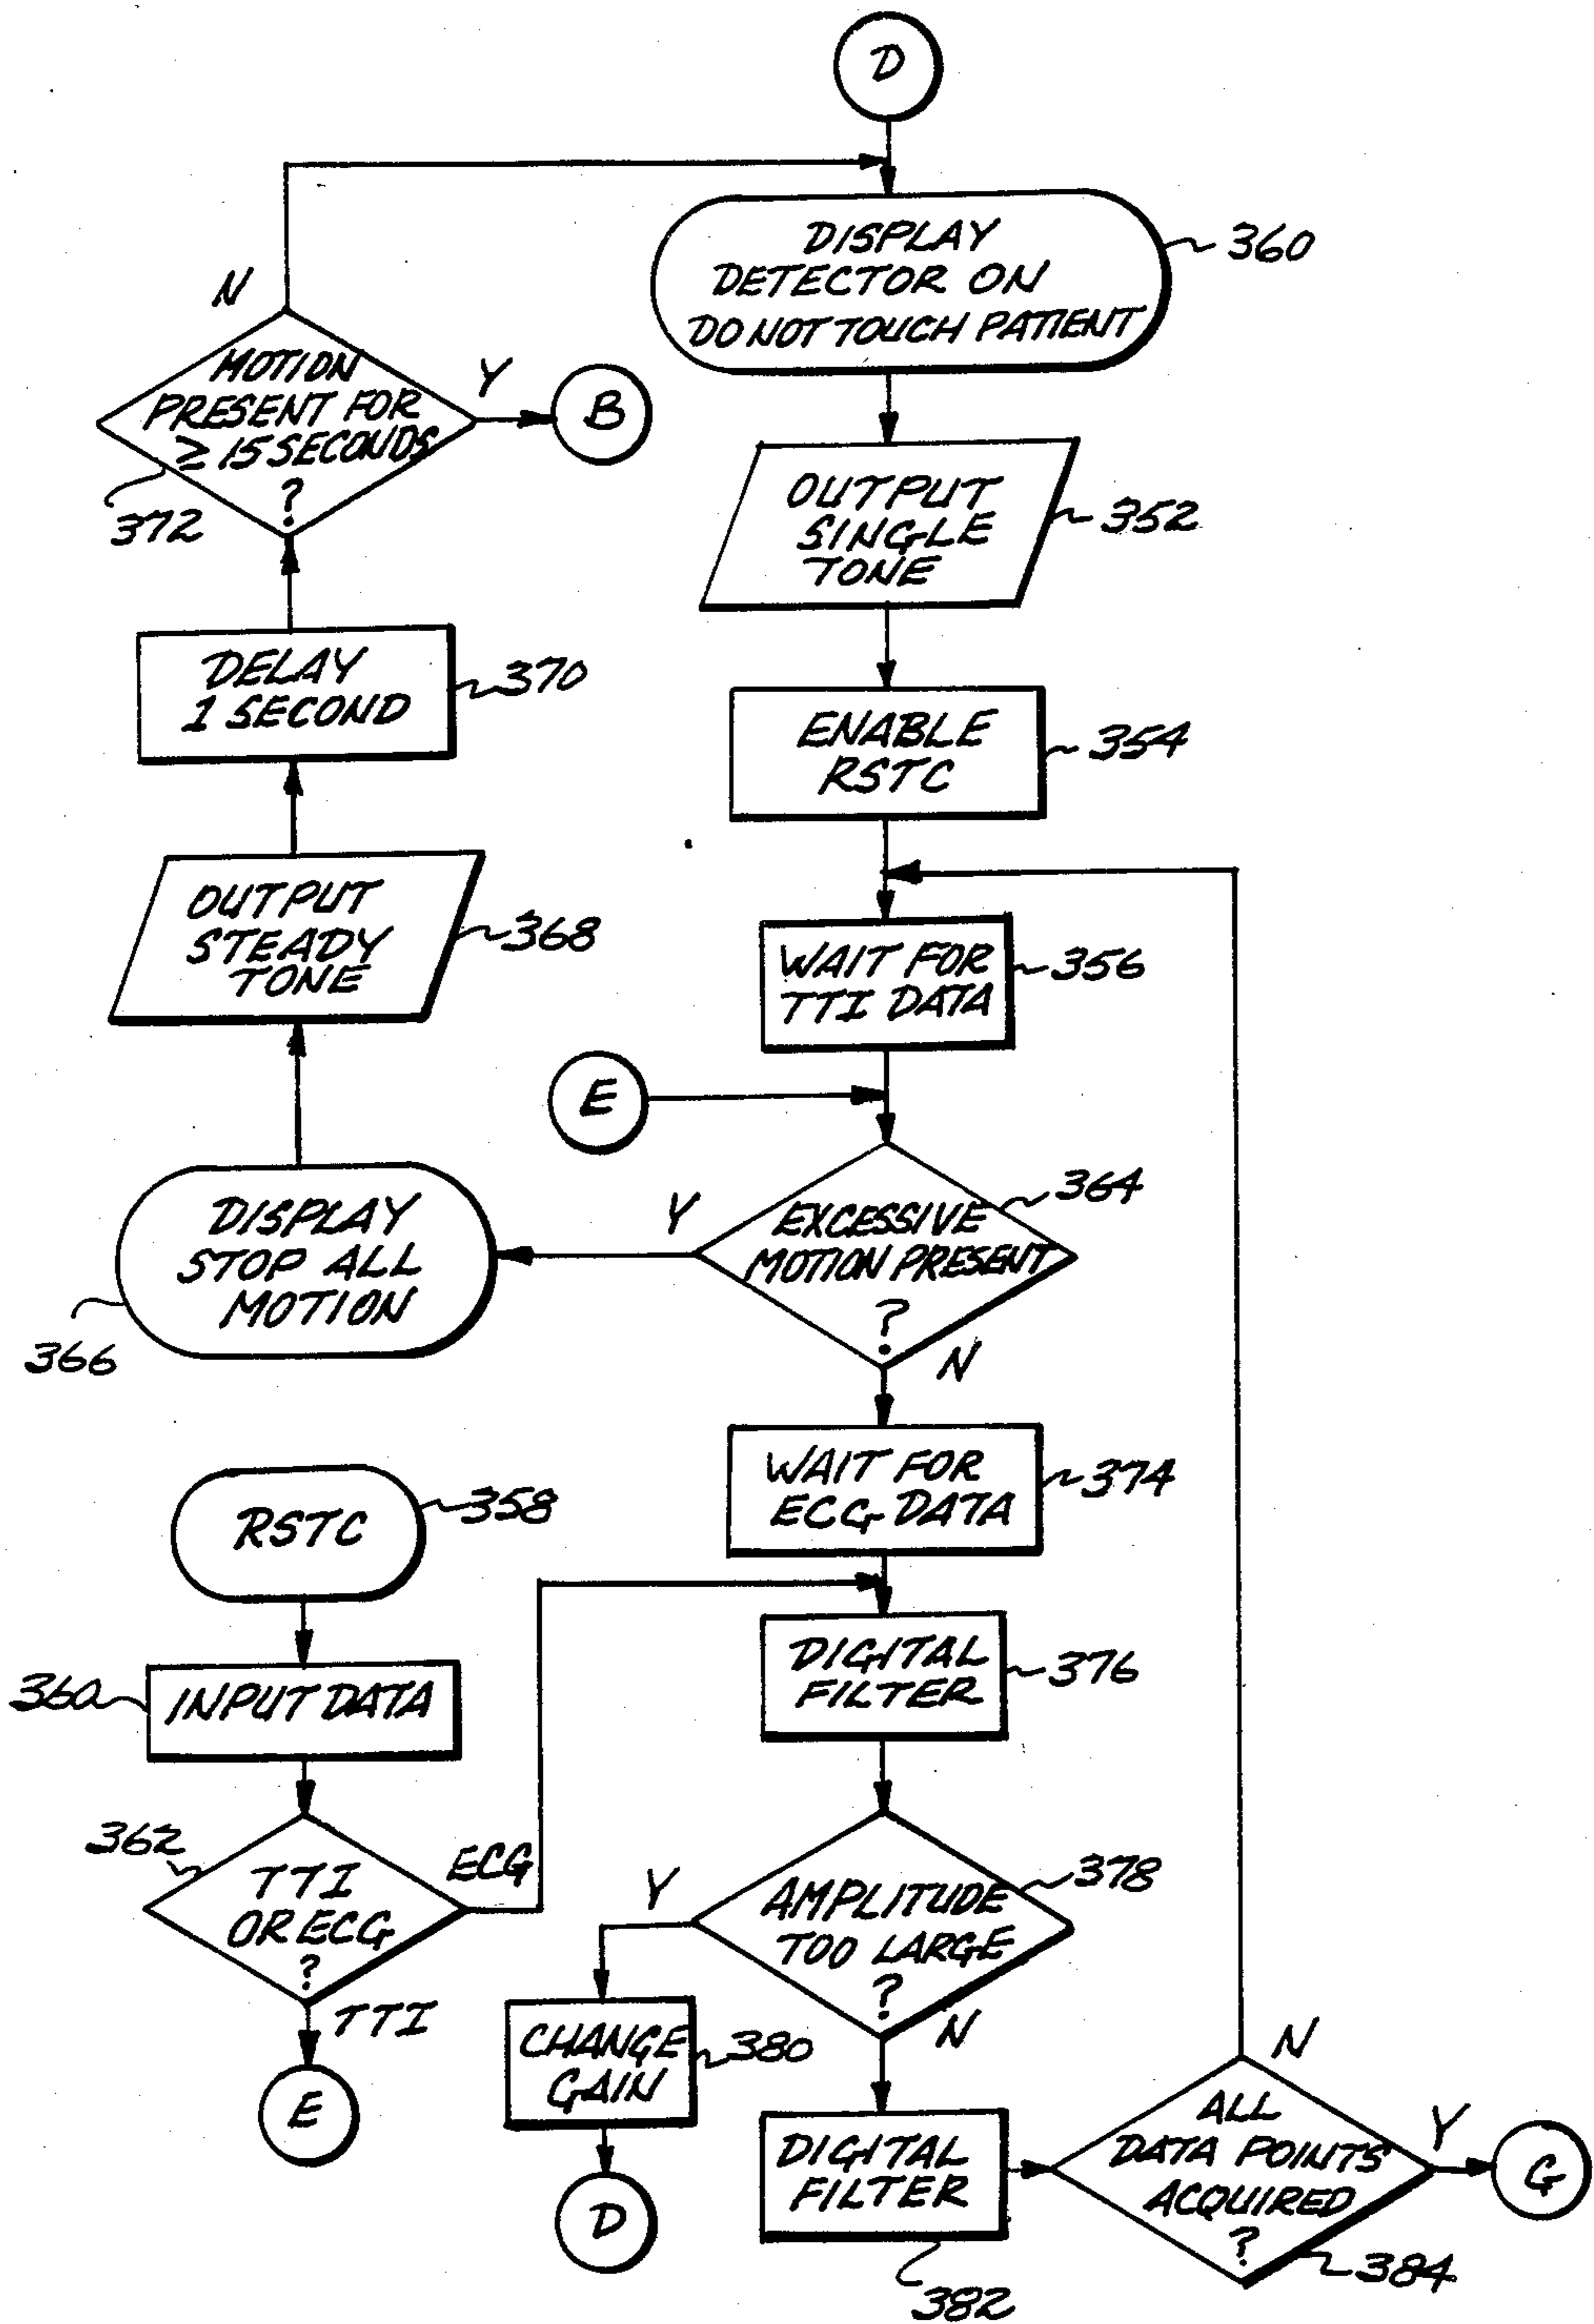 D
DISPLAY
DETECTOR ON
DO NOT TOUCH PATIENT
360
N
MOTION
PRESENT FOR
≥ 15 SECONDS
?
372
Y
B
OUTPUT
SINGLE
TONE
352
DELAY
1 SECOND
370
ENABLE
RSTC
354
OUTPUT
STEADY
TONE
368
WAIT FOR
TTI DATA
356
E
DISPLAY
STOP ALL
MOTION
366
Y
EXCESSIVE
MOTION PRESENT
?
364
N
WAIT FOR
ECG DATA
374
RSTC
358
DIGITAL
FILTER
376
360
INPUT DATA
362
TTI
OR ECG
?
ECG
TTI
E
Y
AMPLITUDE
TOO LARGE
?
378
N
CHANGE
GAIN
380
D
DIGITAL
FILTER
382
N
ALL
DATA POINTS
ACQUIRED
?
384
Y
G